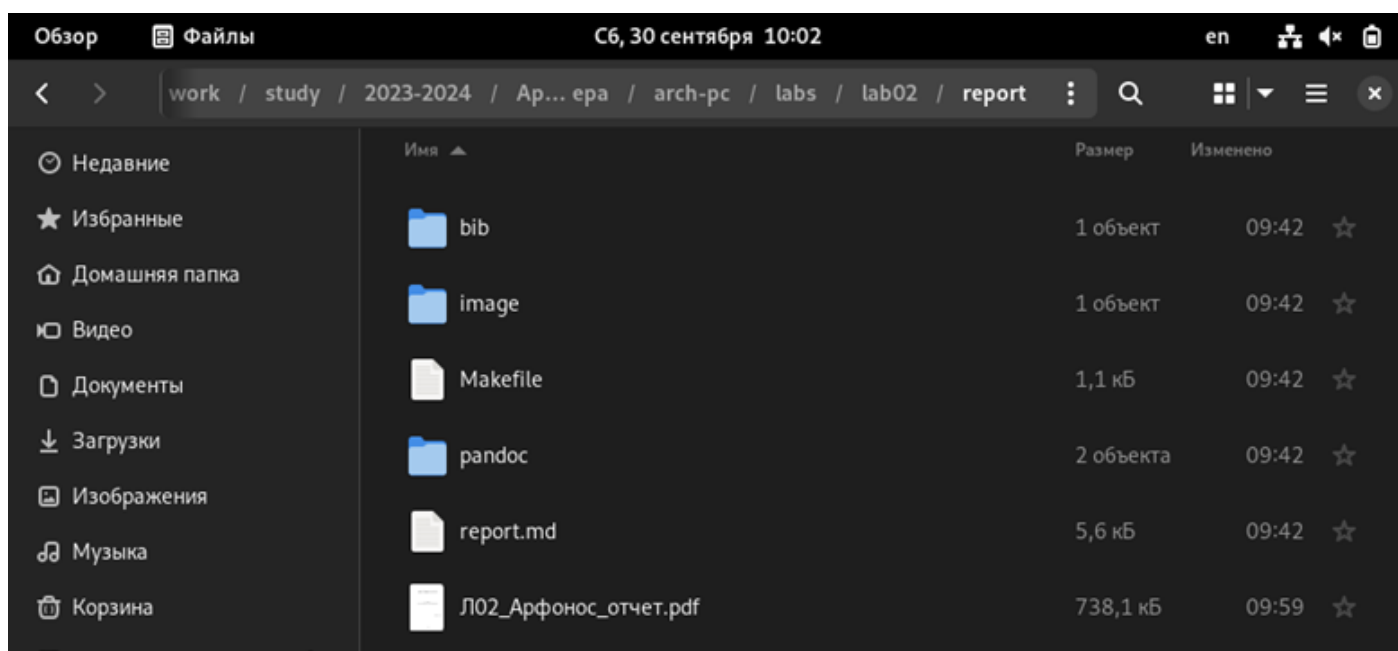 Обзор Файлы Сб, 30 сентября 10:02 en
work / study / 2023-2024 / Ар... ера / arch-pc / labs / lab02 / report
Имя Размер Изменено
Недавние
Избранные
Домашняя папка
Видео
Документы
Загрузки
Изображения
Музыка
Корзина
bib 1 объект 09:42
image 1 объект 09:42
Makefile 1,1 кБ 09:42
pandoc 2 объекта 09:42
report.md 5,6 кБ 09:42
Л02_Арфонос_отчет.pdf 738,1 кБ 09:59